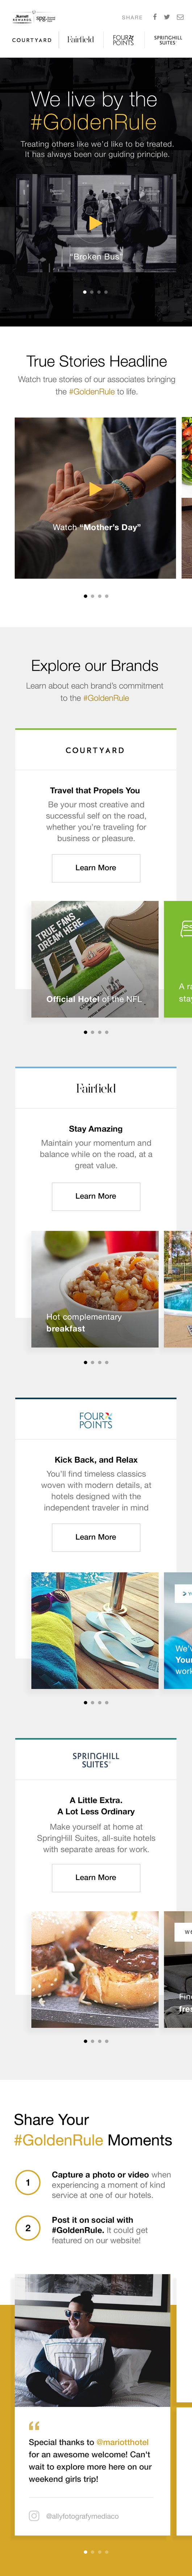 Marriott
REWARDS
spg
SHARE
COURTYARD
Fairfield
FOUR POINTS
SPRINGHILL SUITES
We live by the
#GoldenRule
Treating others like we'd like to be treated.
It has always been our guiding principle.
"Broken Bus"
True Stories Headline
Watch true stories of our associates bringing
the #GoldenRule to life.
Watch "Mother's Day"
Explore our Brands
Learn about each brand's commitment
to the #GoldenRule
COURTYARD
Travel that Propels You
Be your most creative and
successful self on the road,
whether you're traveling for
business or pleasure.
Learn More
TRUE FANS
DREAM HERE
Official Hotel of the NFL
A ra
stay
Fairfield
Stay Amazing
Maintain your momentum and
balance while on the road, at a
great value.
Learn More
Hot complementary
breakfast
FOUR
POINTS
Kick Back, and Relax
You'll find timeless classics
woven with modern details, at
hotels designed with the
independent traveler in mind
Learn More
We'v
Your
work
SPRINGHILL
SUITES
A Little Extra.
A Lot Less Ordinary
Make yourself at home at
SpringHill Suites, all-suite hotels
with separate areas for work.
Learn More
Fine
fres
Share Your
#GoldenRule Moments
1
Capture a photo or video when
experiencing a moment of kind
service at one of our hotels.
2
Post it on social with
#GoldenRule. It could get
featured on our website!
Special thanks to @mariotthotel
for an awesome welcome! Can't
wait to explore more here on our
weekend girls trip!
@allyfotografymediaco